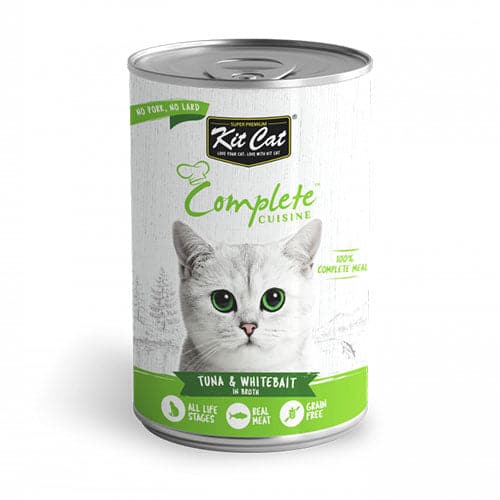 NO PORK, NO LARD
SUPER PREMIUM
Kit Cat®
LOVE YOUR CAT, LOVE WITH KIT CAT
Complete™
CUISINE
100%
COMPLETE MEAL
TUNA & WHITEBAIT
IN BROTH
ALL LIFE
STAGES
REAL
MEAT
GRAIN
FREE